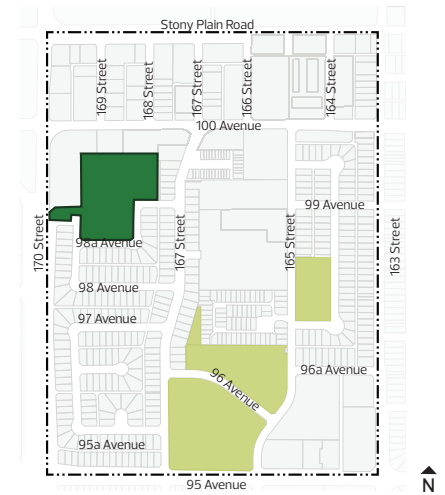 Stony Plain Road
169 Street
168 Street
167 Street
166 Street
164 Street
100 Avenue
99 Avenue
170 Street
98a Avenue
167 Street
165 Street
163 Street
98 Avenue
97 Avenue
96 Avenue
96a Avenue
95a Avenue
95 Avenue
N